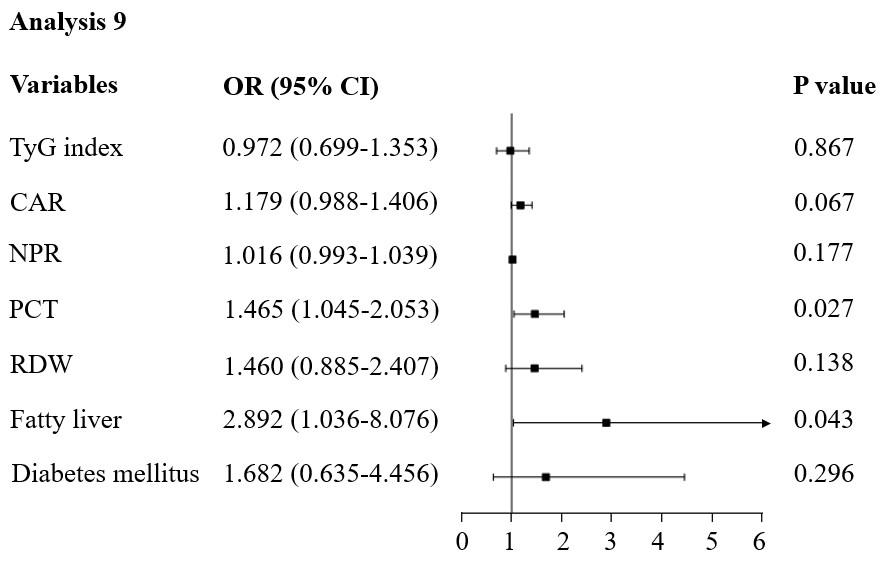 Analysis 9
Variables OR (95% CI) P value
TyG index 0.972 (0.699-1.353) 0.867
CAR 1.179 (0.988-1.406) 0.067
NPR 1.016 (0.993-1.039) 0.177
PCT 1.465 (1.045-2.053) 0.027
RDW 1.460 (0.885-2.407) 0.138
Fatty liver 2.892 (1.036-8.076) 0.043
Diabetes mellitus 1.682 (0.635-4.456) 0.296
0 1 2 3 4 5 6